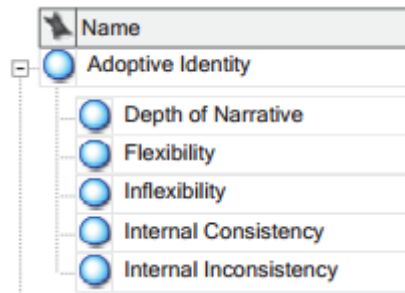 Name
Adoptive Identity
Depth of Narrative
Flexibility
Inflexibility
Internal Consistency
Internal Inconsistency